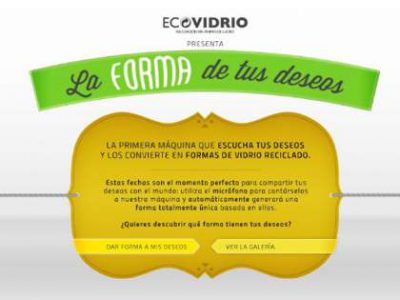 ECOVIDRIO
PRESENTA
La FORMA de tus deseos
LA PRIMERA MÁQUINA QUE ESCUCHA TUS DESEOS
Y LOS CONVIERTE EN FORMAS DE VIDRIO RECICLADO.
Estas fechas son el momento perfecto para compartir tus
deseos con el mundo: utiliza el micrófono para contárselos
a nuestra máquina y automáticamente generará una
forma totalmente única basada en ellos.
¿Quieres descubrir qué forma tienen tus deseos?
DAR FORMA A MIS DESEOS
VER LA GALERÍA